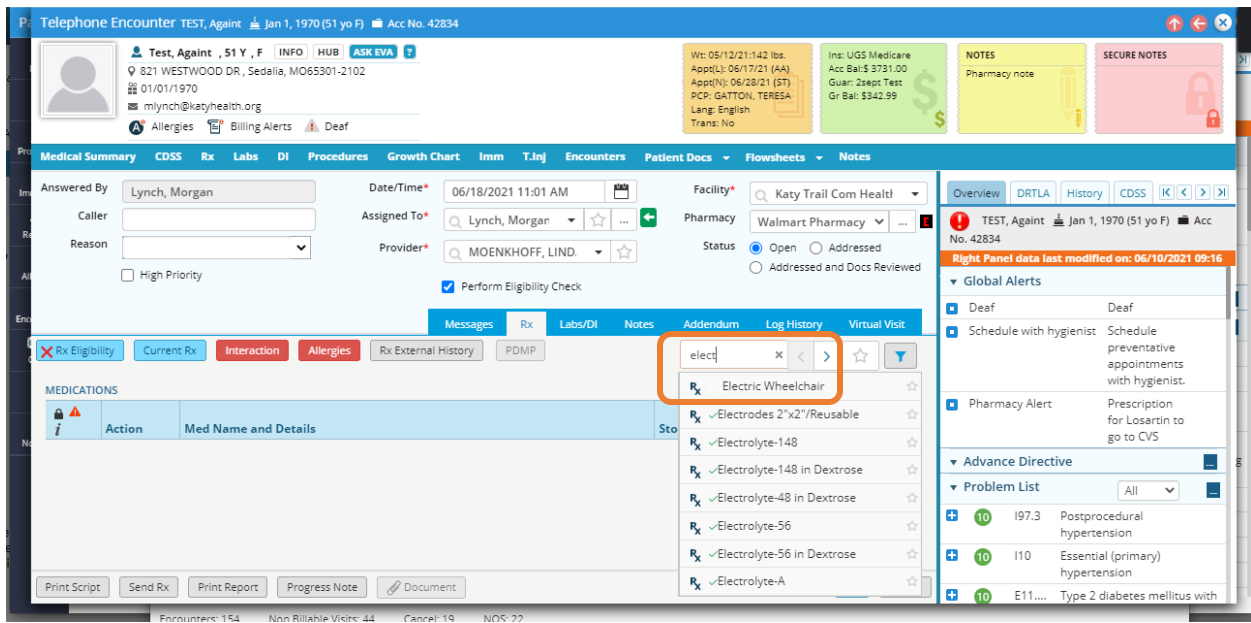 Telephone Encounter TEST, Againt Jan 1, 1970 (51 yo F) Acc No. 42834
Test, Againt , 51 Y , F INFO HUB ASK EVA ?
821 WESTWOOD DR , Sedalia, MO65301-2102
01/01/1970
mlynch@katyhealth.org
Allergies Billing Alerts Deaf
Wt: 05/12/21:142 lbs.
Appt(L): 06/17/21 (AA)
Appt(N): 06/28/21 (ST)
PCP: GATTON, TERESA
Lang: English
Trans: No
Ins: UGS Medicare
Acc Bal:$ 3731.00
Guar: 2sept Test
Gr Bal: $342.99
NOTES
Pharmacy note
SECURE NOTES
Medical Summary CDSS Rx Labs DI Procedures Growth Chart Imm T.Inj Encounters Patient Docs Flowsheets Notes
Answered By Lynch, Morgan Date/Time* 06/18/2021 11:01 AM Facility* Katy Trail Com Healtl
Caller Assigned To* Lynch, Morgan ... Pharmacy Walmart Pharmacy ...
Reason Provider* MOENKHOFF, LIND. Status Open Addressed
Addressed and Docs Reviewed
High Priority
Perform Eligibility Check
Messages Rx Labs/DI Notes Addendum Log History Virtual Visit
Rx Eligibility Current Rx Interaction Allergies Rx External History PDMP elect
MEDICATIONS
i Action Med Name and Details Sto
Rx Electric Wheelchair
Rx Electrodes 2"x2"/Reusable
Rx Electrolyte-148
Rx Electrolyte-148 in Dextrose
Rx Electrolyte-48 in Dextrose
Rx Electrolyte-56
Rx Electrolyte-56 in Dextrose
Rx Electrolyte-A
Print Script Send Rx Print Report Progress Note Document
Overview DRTLA History CDSS
TEST, Againt Jan 1, 1970 (51 yo F) Acc
No. 42834
Right Panel data last modified on: 06/10/2021 09:16
Global Alerts
Deaf Deaf
Schedule with hygienist Schedule
preventative
appointments
with hygienist.
Pharmacy Alert Prescription
for Losartin to
go to CVS
Advance Directive
Problem List All
10 I97.3 Postprocedural
hypertension
10 I10 Essential (primary)
hypertension
10 E11.... Type 2 diabetes mellitus with
Encounters: 154 Non Billable Visits: 44 Cancel: 19 NOS: 22